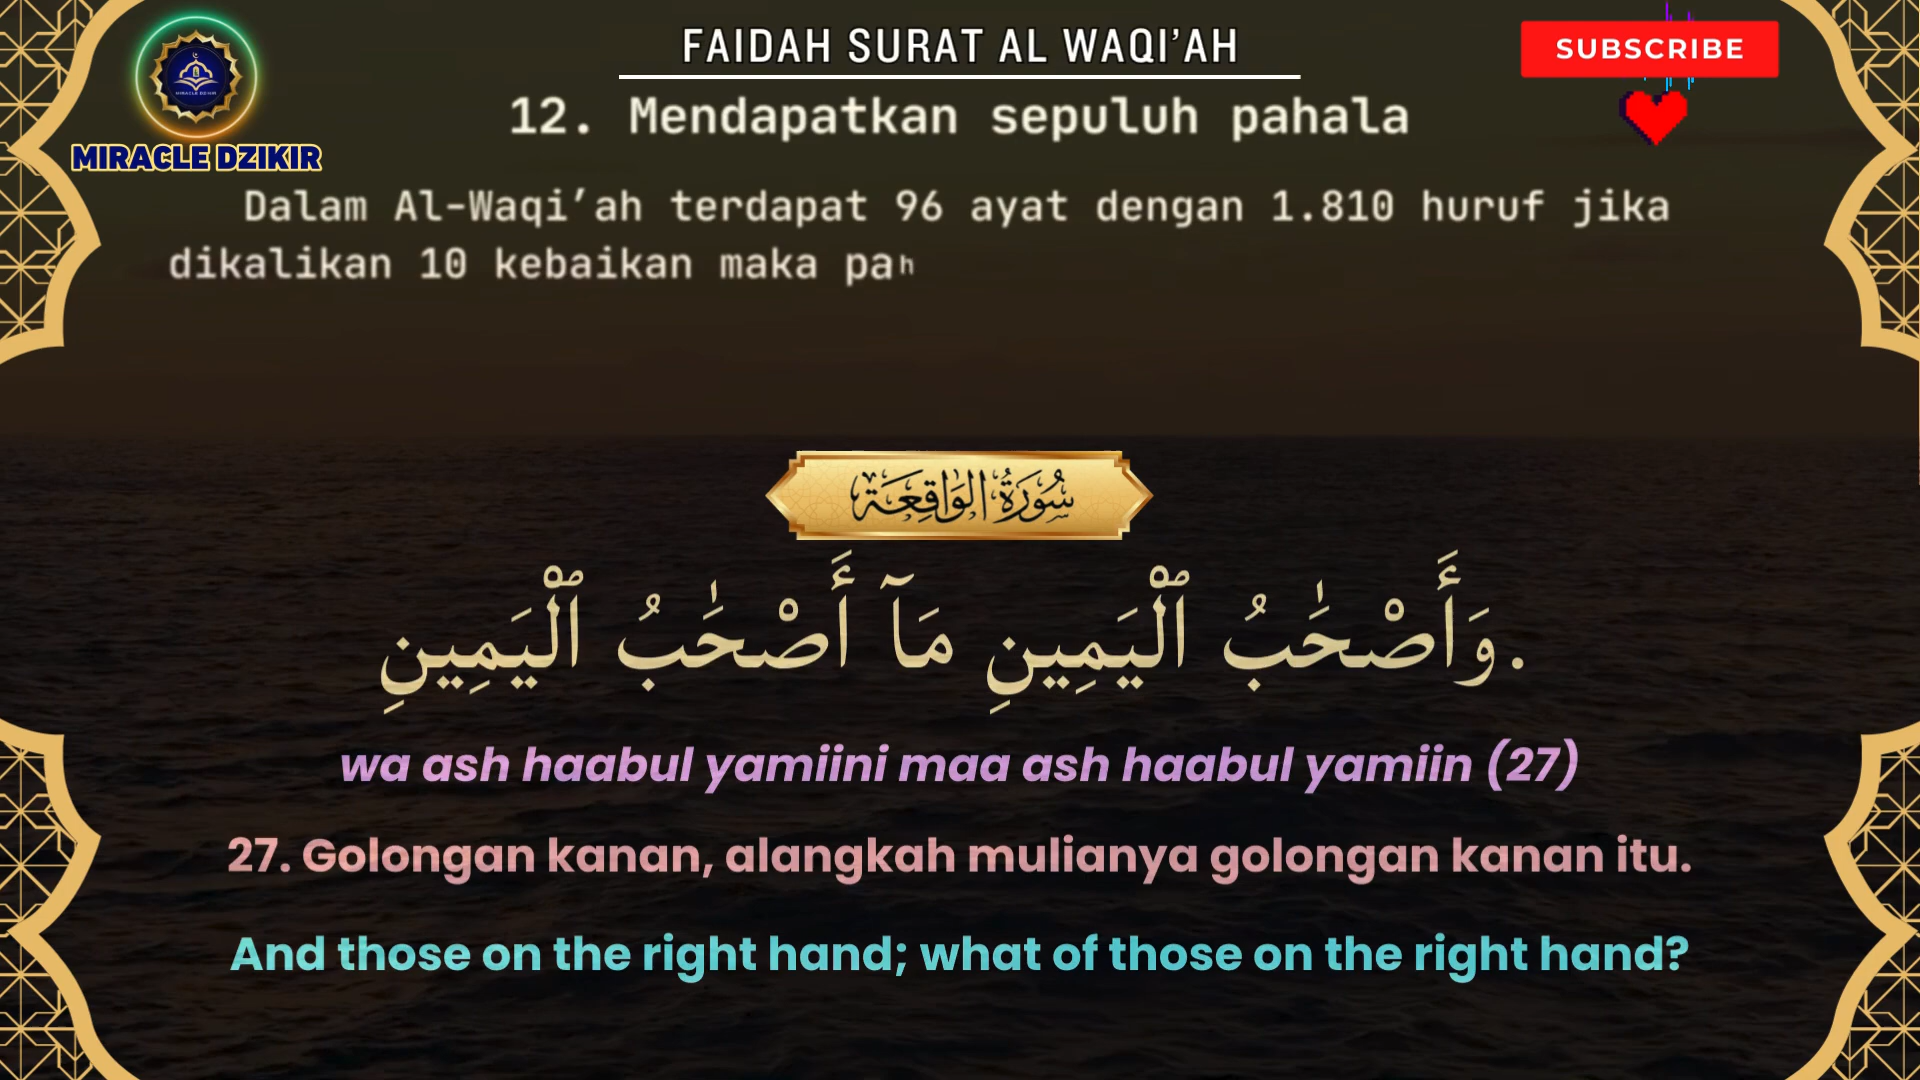 FAIDAH SURAT AL WAQI’AH
SUBSCRIBE
12. Mendapatkan sepuluh pahala
MIRACLE DZIKIR
Dalam Al-Waqi’ah terdapat 96 ayat dengan 1.810 huruf jika
dikalikan 10 kebaikan maka pah
سُورَةُ الوَاقِعَة
وَأَصْحَٰبُ ٱلْيَمِينِ مَآ أَصْحَٰبُ ٱلْيَمِينِ.
wa ash haabul yamiini maa ash haabul yamiin (27)
27. Golongan kanan, alangkah mulianya golongan kanan itu.
And those on the right hand; what of those on the right hand?